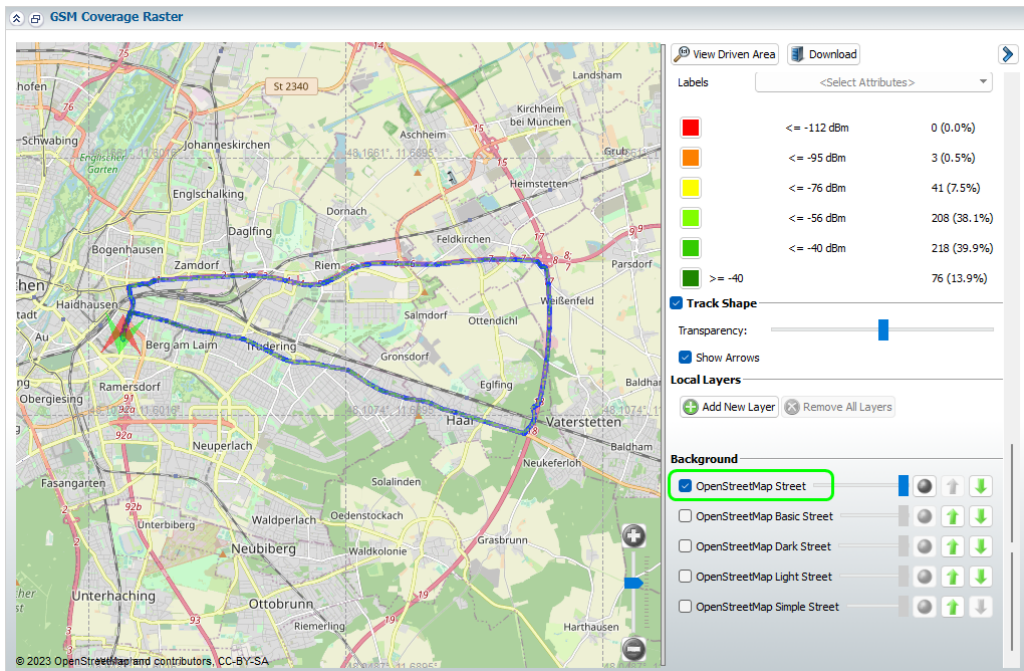 GSM Coverage Raster
View Driven Area
Download
Labels
<Select Attributes>
<= -112 dBm 0 (0.0%)
<= -95 dBm 3 (0.5%)
<= -76 dBm 41 (7.5%)
<= -56 dBm 208 (38.1%)
<= -40 dBm 218 (39.9%)
>= -40 76 (13.9%)
Track Shape
Transparency:
Show Arrows
Local Layers
Add New Layer
Remove All Layers
Background
OpenStreetMap Street
OpenStreetMap Basic Street
OpenStreetMap Dark Street
OpenStreetMap Light Street
OpenStreetMap Simple Street
St 2340
Landsham
Kirchheim
bei München
Aschheim
Schwabing
Johanneskirchen
Englischer
Garten
Grub
Heimstetten
Englschalking
Dornach
Daglfing
Bogenhausen
Feldkirchen
Zamdorf
Riem
Parsdorf
Haidhausen
Weißenfeld
Salmdorf
Ottendichl
Au
Berg am Laim
Trudering
Gronsdorf
Ramersdorf
Eglfing
Obergiesing
Haar
Vaterstetten
Neuperlach
Baldham
Neukeferloh
Fasangarten
Solalinden
Unterbiberg
Waldperlach
Oedenstockach
Neubiberg
Waldkolonie
Grasbrunn
Unterhaching
Ottobrunn
Riemerling
Harthausen
© 2023 OpenStreetMap and contributors, CC-BY-SA